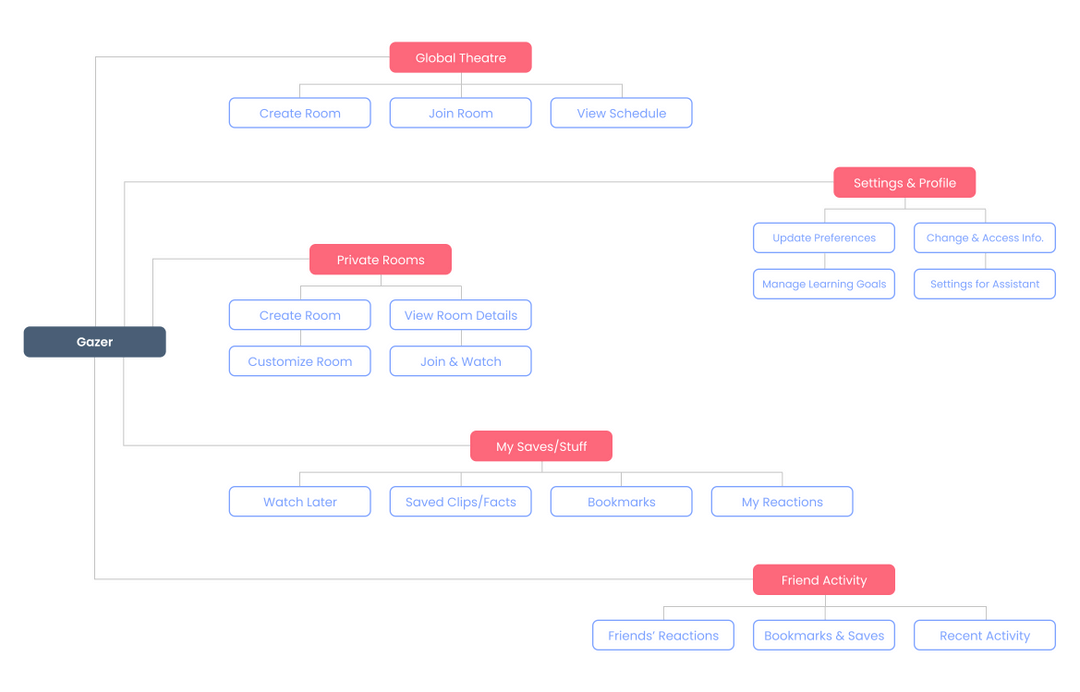 Global Theatre
Create Room
Join Room
View Schedule
Settings & Profile
Update Preferences
Change & Access Info.
Manage Learning Goals
Settings for Assistant
Private Rooms
Create Room
View Room Details
Customize Room
Join & Watch
Gazer
My Saves/Stuff
Watch Later
Saved Clips/Facts
Bookmarks
My Reactions
Friend Activity
Friends’ Reactions
Bookmarks & Saves
Recent Activity